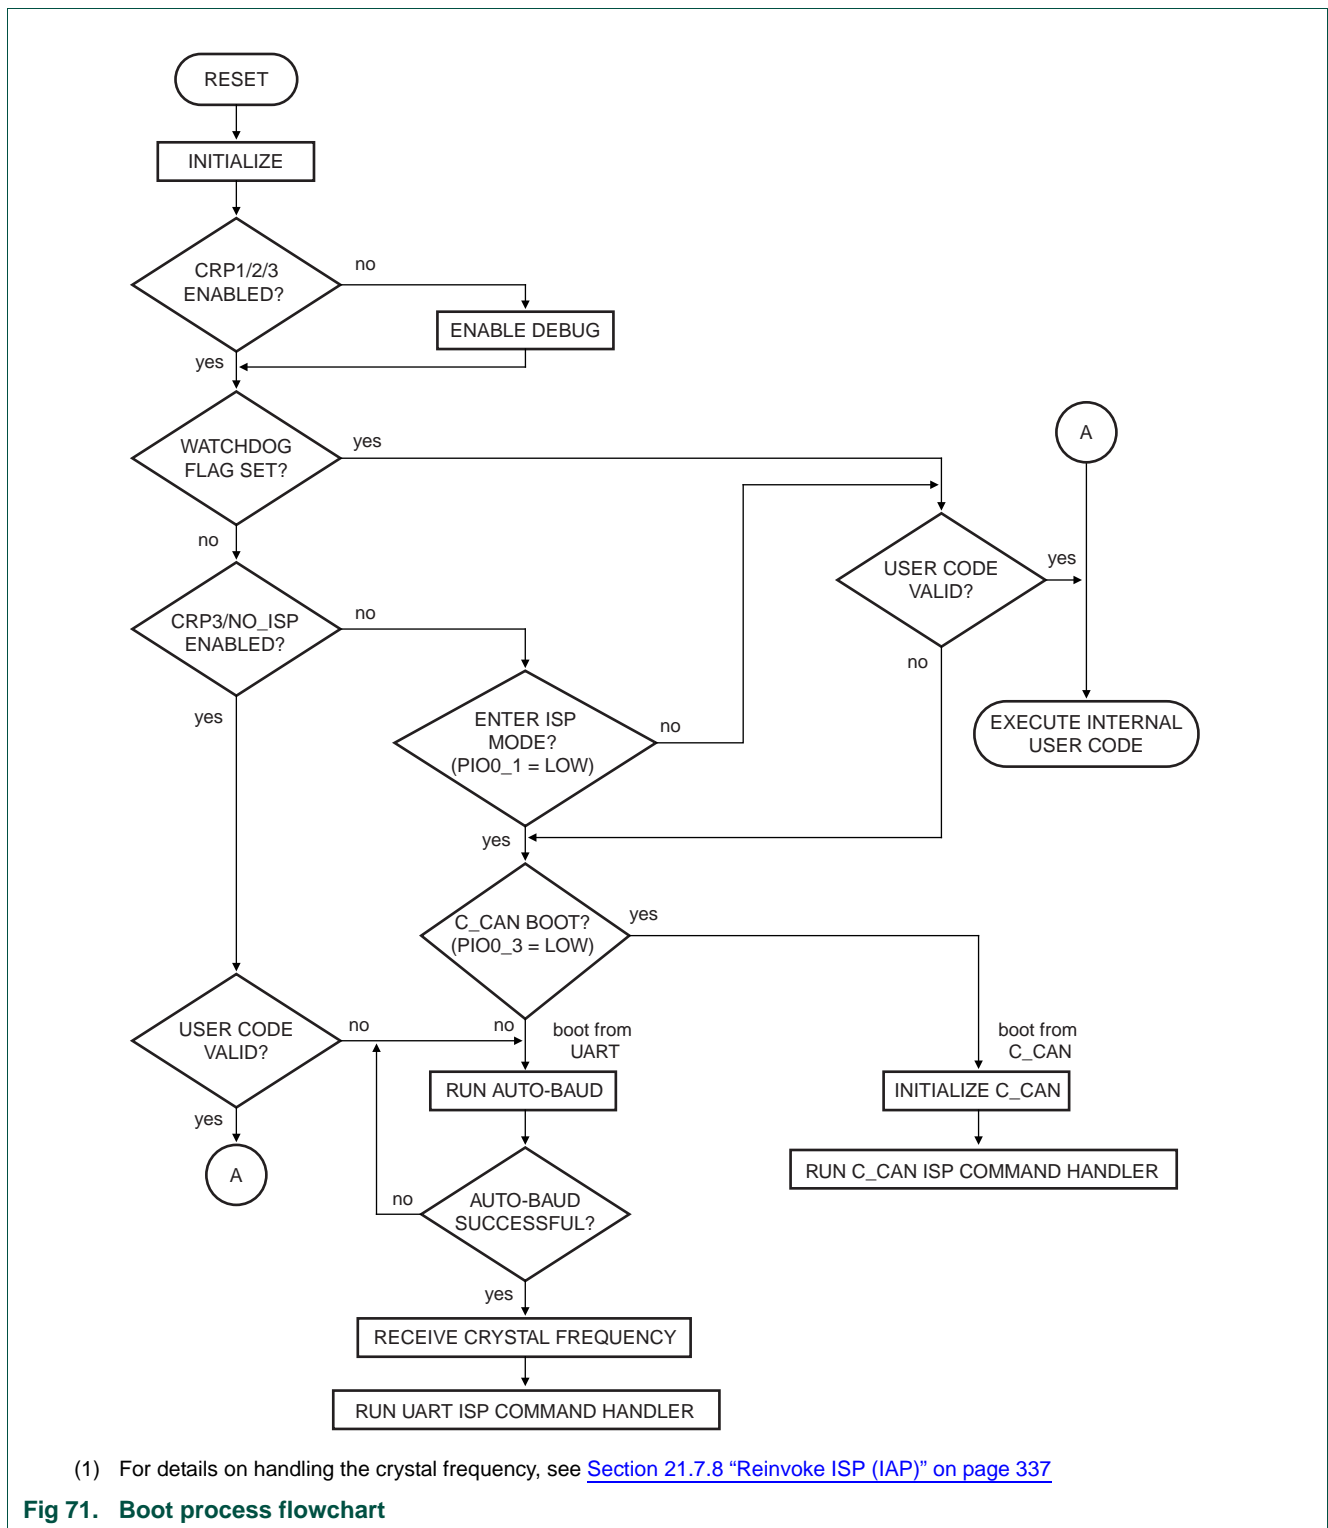 RESET
INITIALIZE
CRP1/2/3
ENABLED?
no
ENABLE DEBUG
yes
WATCHDOG
FLAG SET?
yes
A
no
USER CODE
VALID?
yes
CRP3/NO_ISP
ENABLED?
no
no
yes
ENTER ISP
MODE?
(PIO0_1 = LOW)
no
EXECUTE INTERNAL
USER CODE
yes
C_CAN BOOT?
(PIO0_3 = LOW)
yes
USER CODE
VALID?
no
no
boot from
UART
boot from
C_CAN
RUN AUTO-BAUD
INITIALIZE C_CAN
yes
A
RUN C_CAN ISP COMMAND HANDLER
no
AUTO-BAUD
SUCCESSFUL?
yes
RECEIVE CRYSTAL FREQUENCY
RUN UART ISP COMMAND HANDLER
(1) For details on handling the crystal frequency, see Section 21.7.8 “Reinvoke ISP (IAP)” on page 337
Fig 71. Boot process flowchart